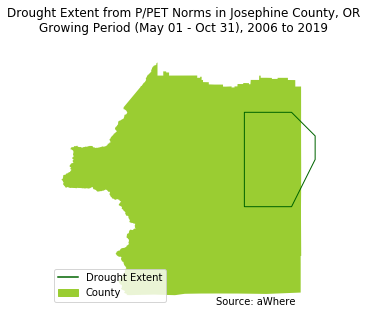 Drought Extent from P/PET Norms in Josephine County, OR
Growing Period (May 01 - Oct 31), 2006 to 2019
Drought Extent
County
Source: aWhere